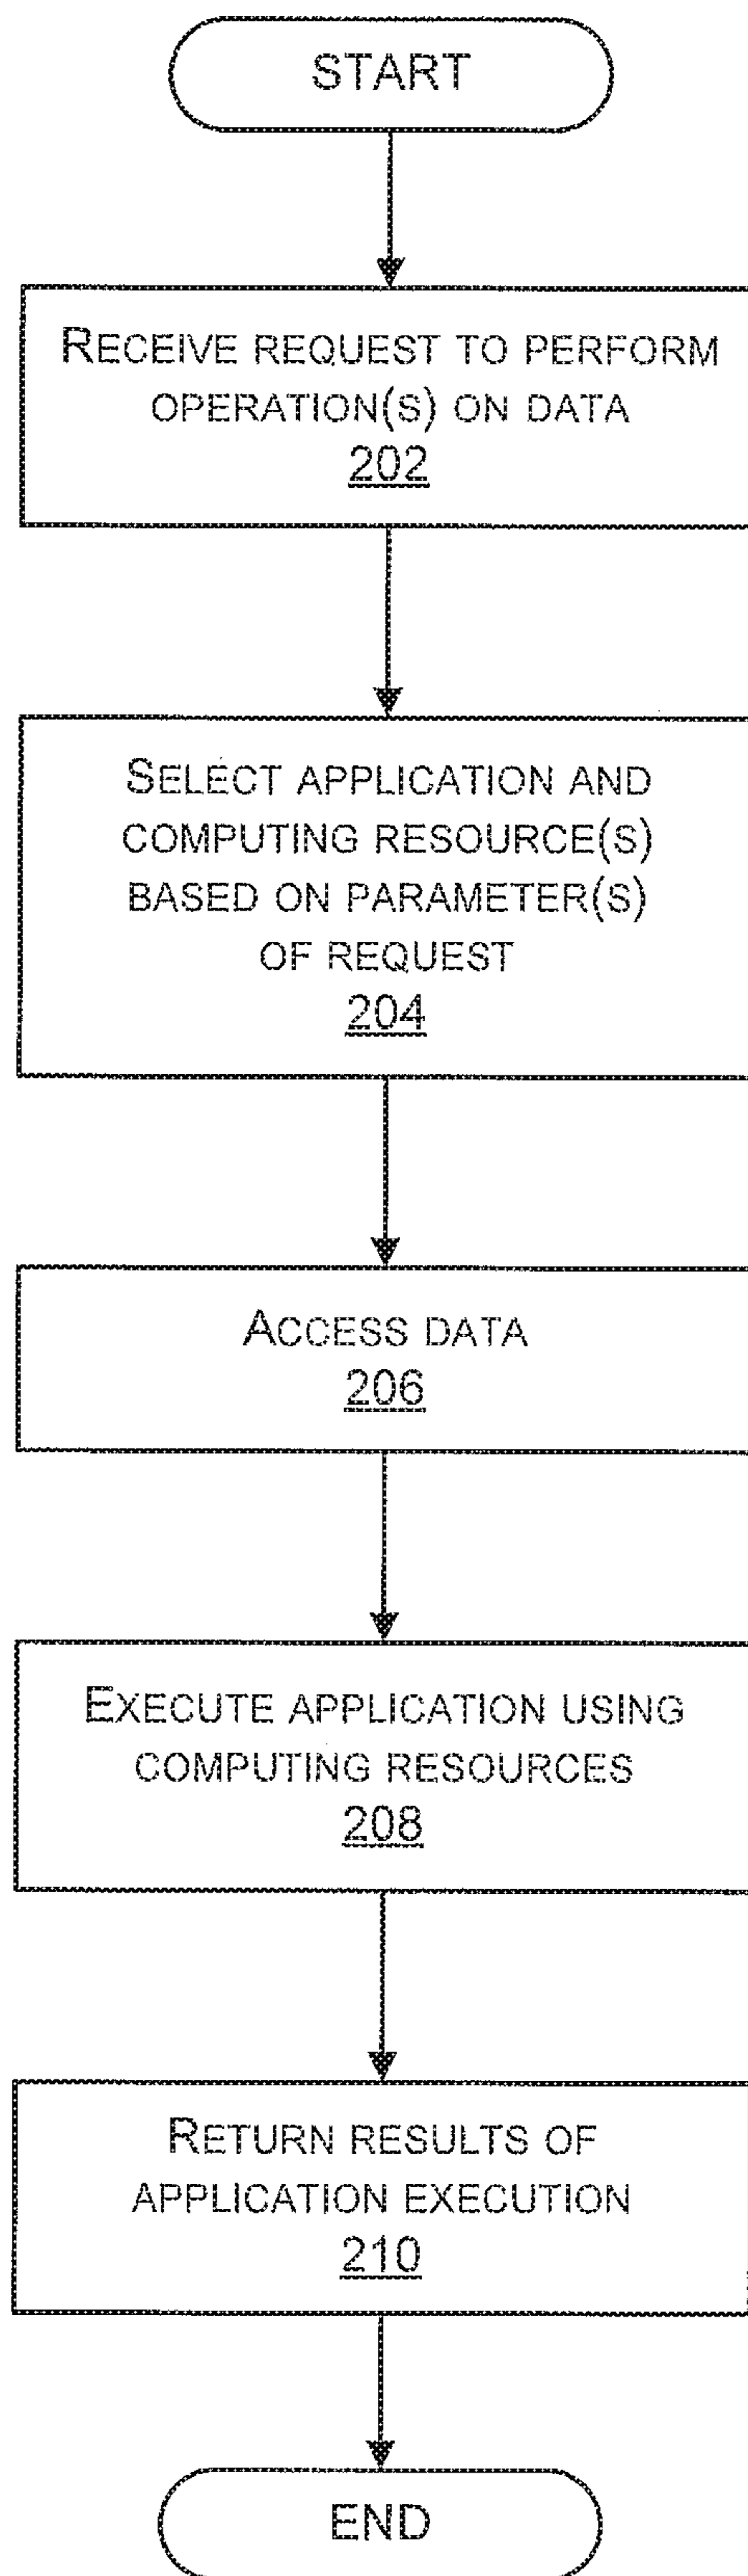 START
RECEIVE REQUEST TO PERFORM
OPERATION(S) ON DATA
202
SELECT APPLICATION AND
COMPUTING RESOURCE(S)
BASED ON PARAMETER(S)
OF REQUEST
204
ACCESS DATA
206
EXECUTE APPLICATION USING
COMPUTING RESOURCES
208
RETURN RESULTS OF
APPLICATION EXECUTION
210
END